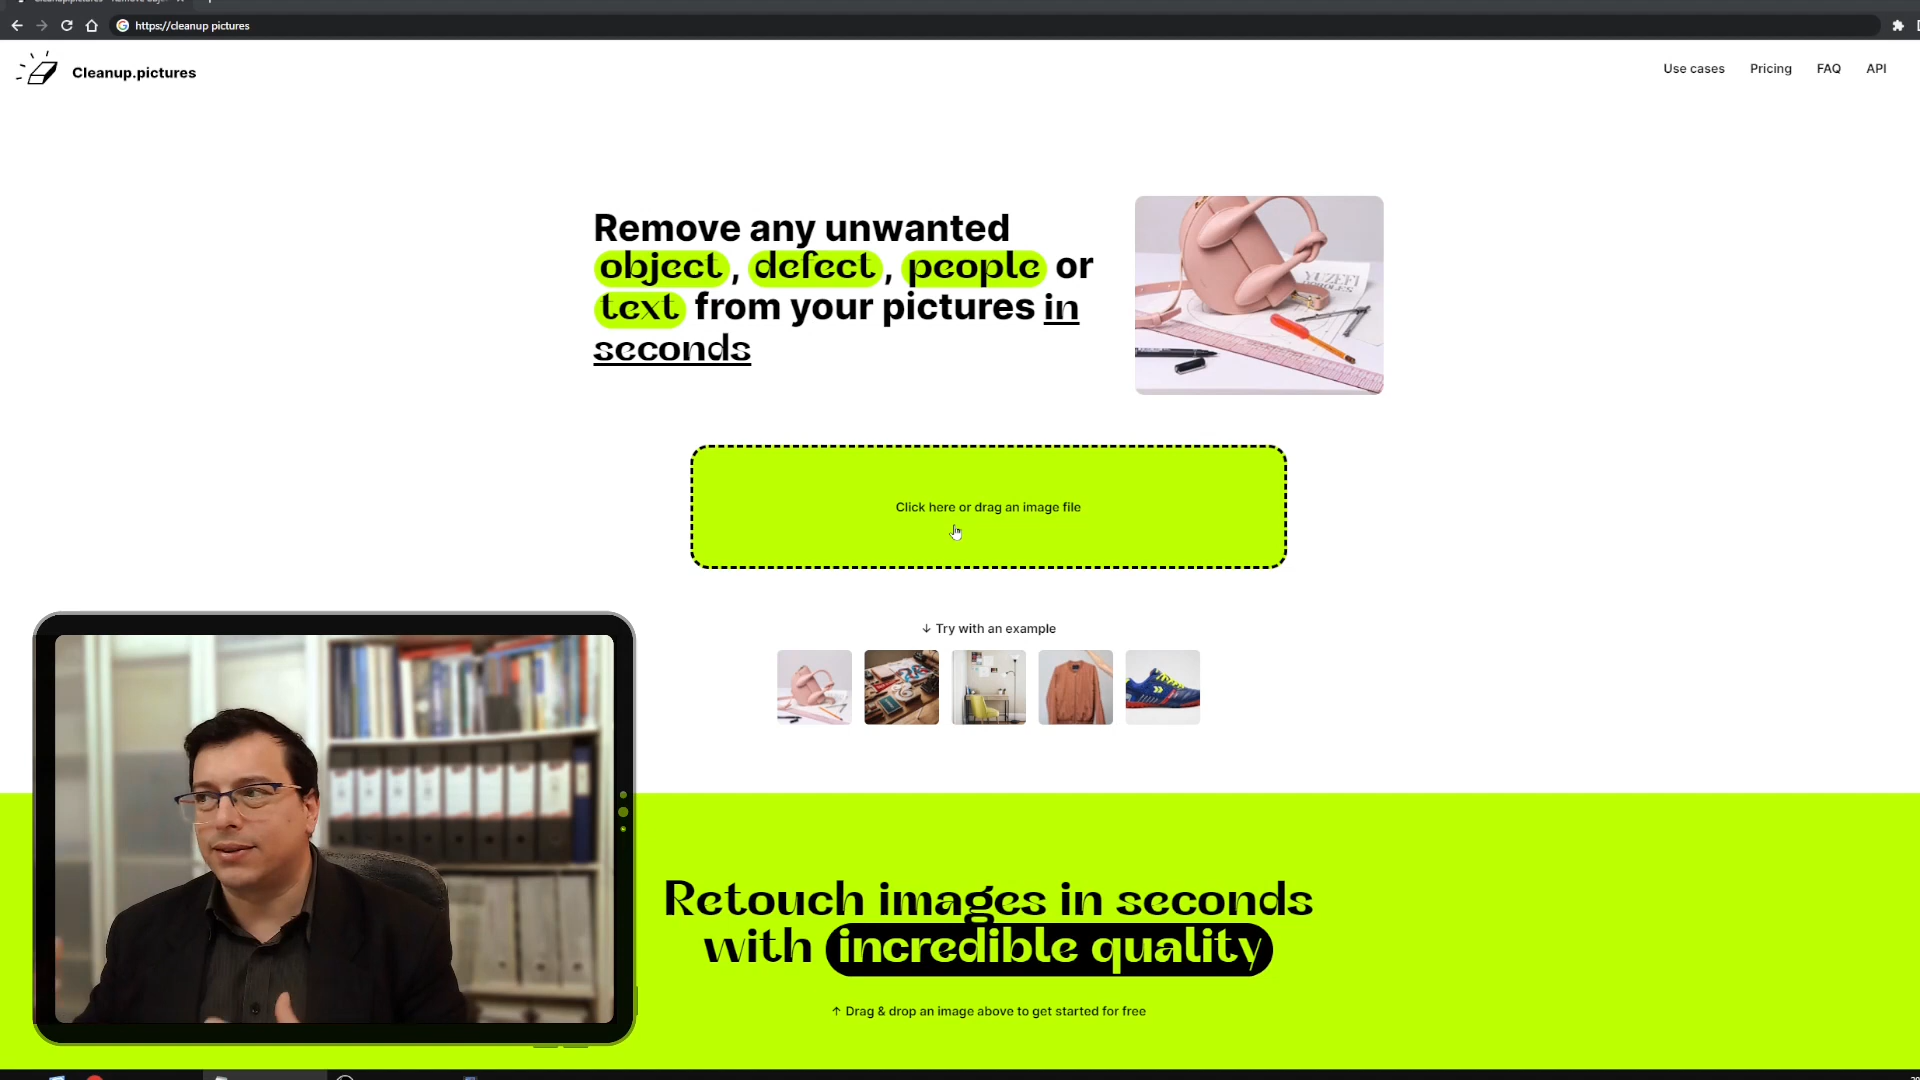 https://cleanup pictures
Cleanup.pictures
Use cases
Pricing
FAQ
API
Remove any unwanted
object, defect, people or
text from your pictures in
seconds
YUZEFI
Click here or drag an image file
↓ Try with an example
Retouch images in seconds
with incredible quality
↑ Drag & drop an image above to get started for free